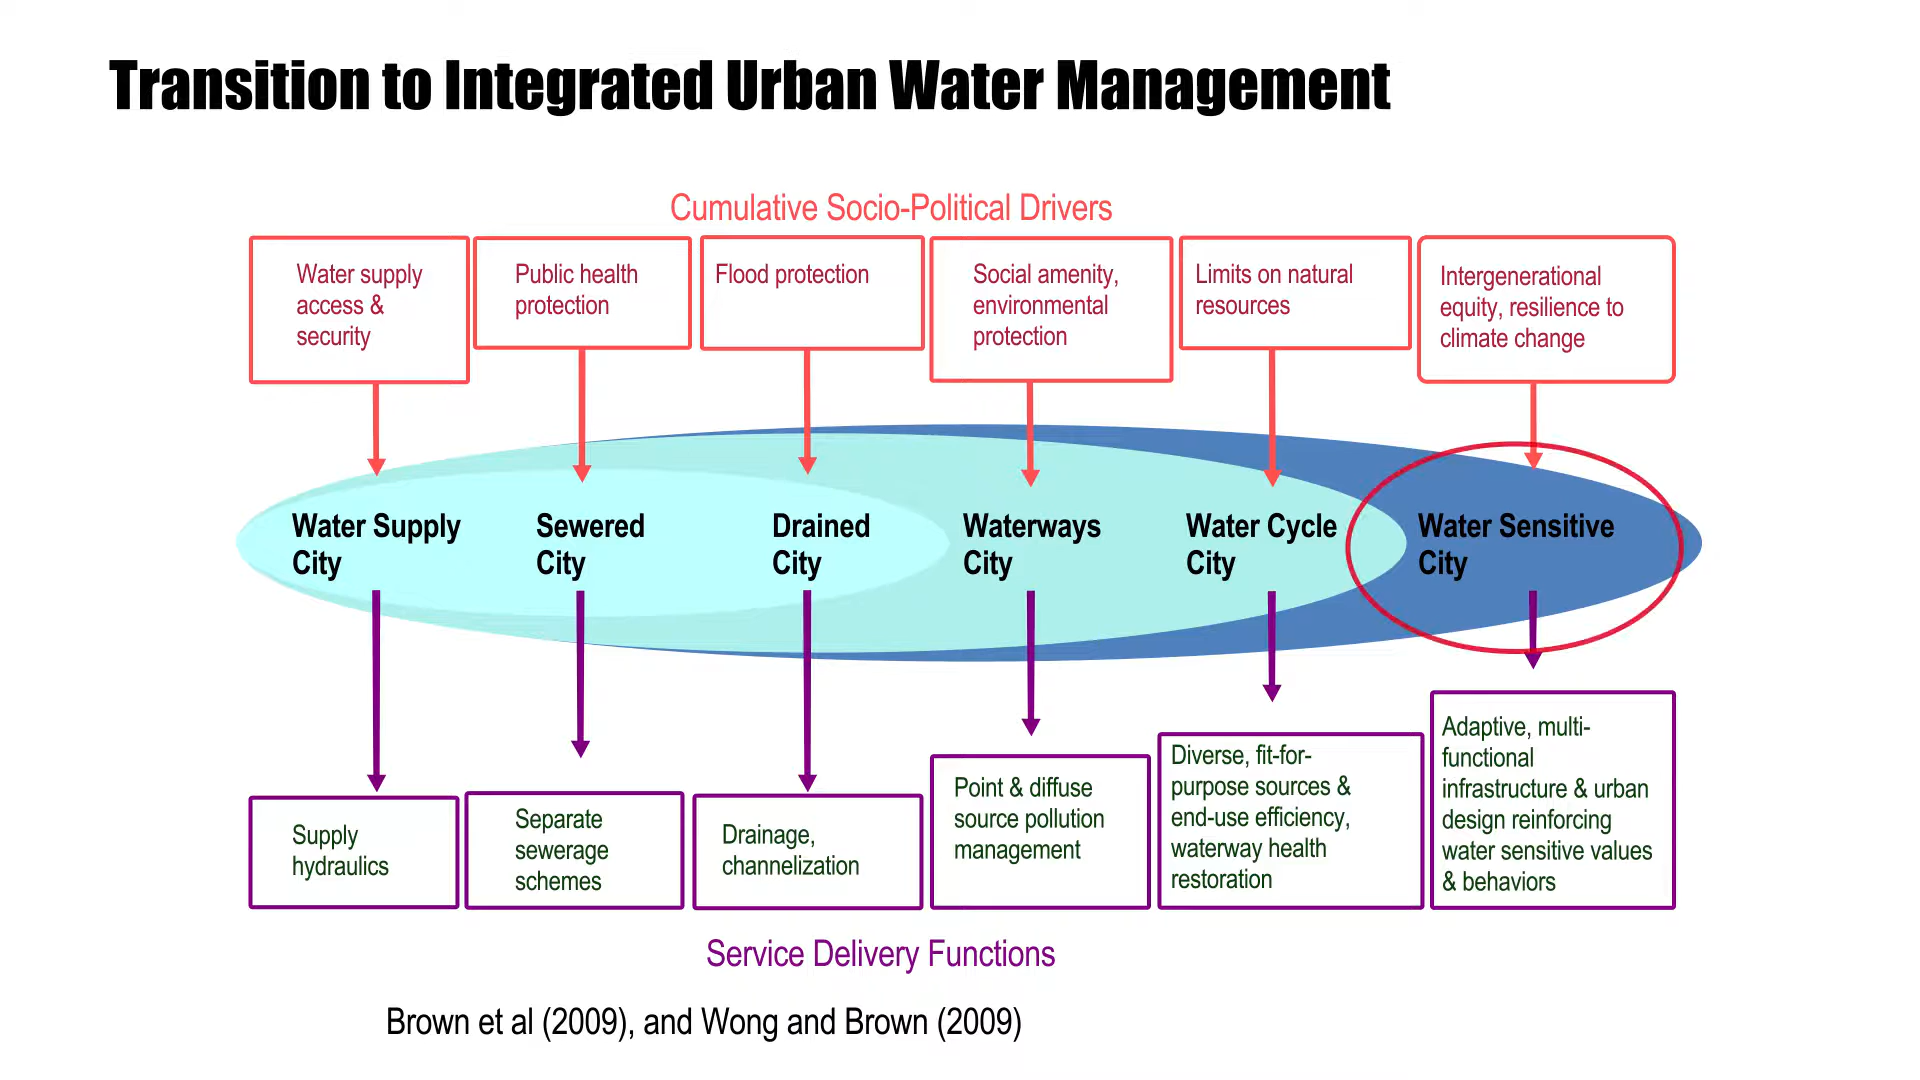 Transition to Integrated Urban Water Management
Cumulative Socio-Political Drivers
Water supply
access &
security
Public health
protection
Flood protection
Social amenity,
environmental
protection
Limits on natural
resources
Intergenerational
equity, resilience to
climate change
Water Supply
City
Sewered
City
Drained
City
Waterways
City
Water Cycle
City
Water Sensitive
City
Supply
hydraulics
Separate
sewerage
schemes
Drainage,
channelization
Point & diffuse
source pollution
management
Diverse, fit-for-
purpose sources &
end-use efficiency,
waterway health
restoration
Adaptive, multi-
functional
infrastructure & urban
design reinforcing
water sensitive values
& behaviors
Service Delivery Functions
Brown et al (2009), and Wong and Brown (2009)